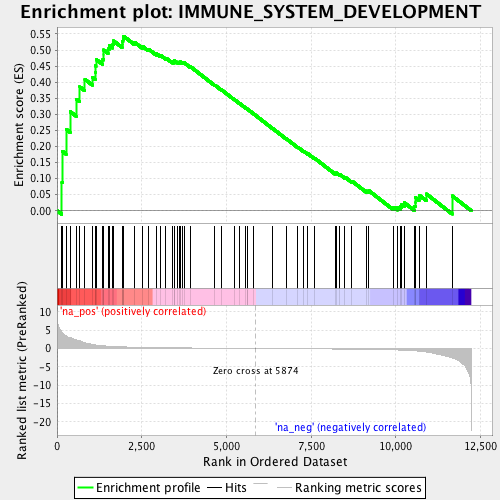 Enrichment plot: IMMUNE_SYSTEM_DEVELOPMENT
Enrichment score (ES)
0.55
0.50
0.45
0.40
0.35
0.30
0.25
0.20
0.15
0.10
0.05
0.00
'na_pos' (positively correlated)
Ranked list metric (PreRanked)
10
5
0
-5
-10
-15
-20
Zero cross at 5874
'na_neg' (negatively correlated)
0
2,500
5,000
7,500
10,000
12,500
Rank in Ordered Dataset
Enrichment profile
Hits
Ranking metric scores